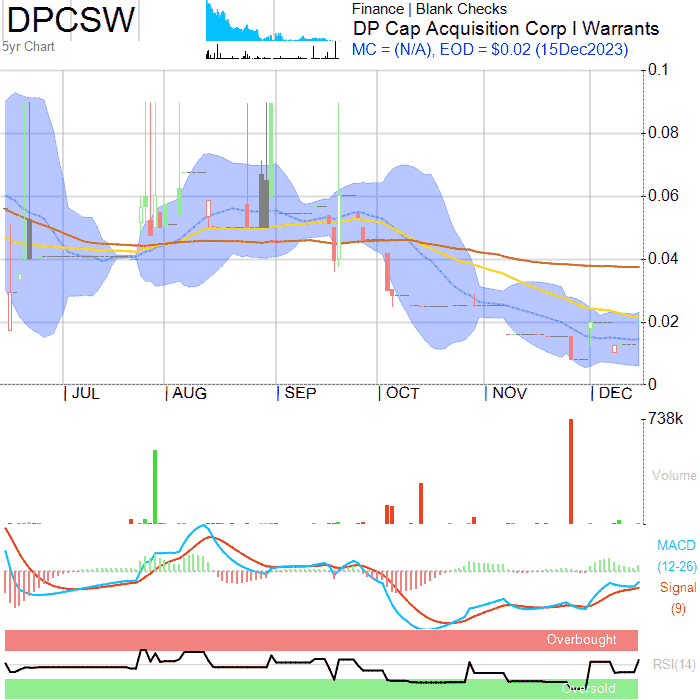 DPCSW
5yr Chart
Finance | Blank Checks
DP Cap Acquisition Corp I Warrants
MC = (N/A), EOD = $0.02 (15Dec2023)
0.1
0.08
0.06
0.04
0.02
0
JUL AUG SEP OCT NOV DEC
738k
Volume
MACD
(12-26)
Signal
(9)
Overbought
RSI(14)
Oversold